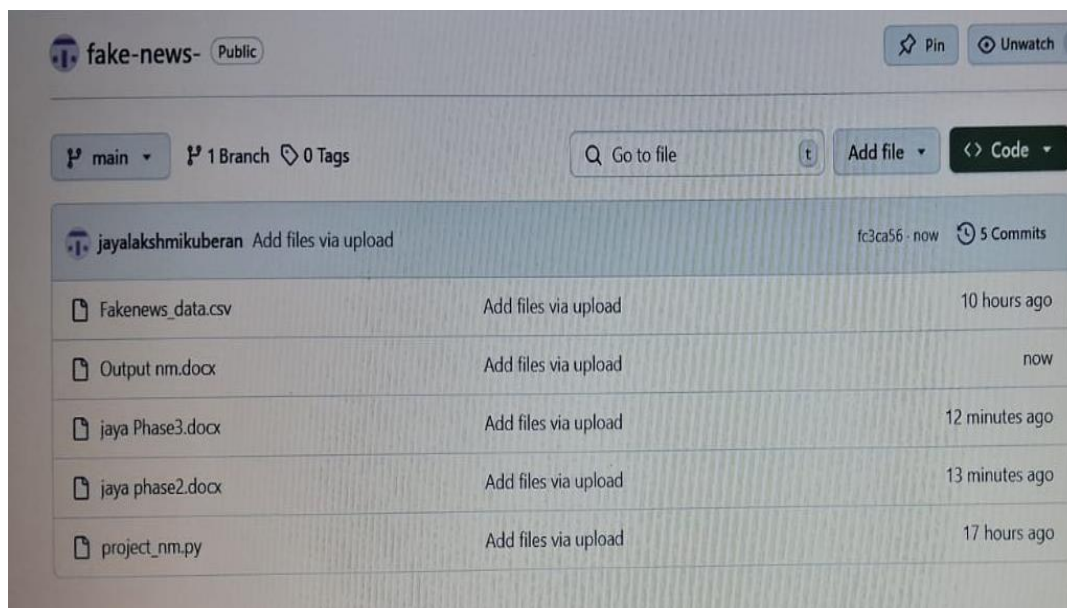 fake-news- Public Pin Unwatch
main 1 Branch 0 Tags Go to file t Add file <> Code
jayalakshmikuberan Add files via upload fc3ca56 · now 5 Commits
Fakenews_data.csv Add files via upload 10 hours ago
Output nm.docx Add files via upload now
jaya Phase3.docx Add files via upload 12 minutes ago
jaya phase2.docx Add files via upload 13 minutes ago
project_nm.py Add files via upload 17 hours ago